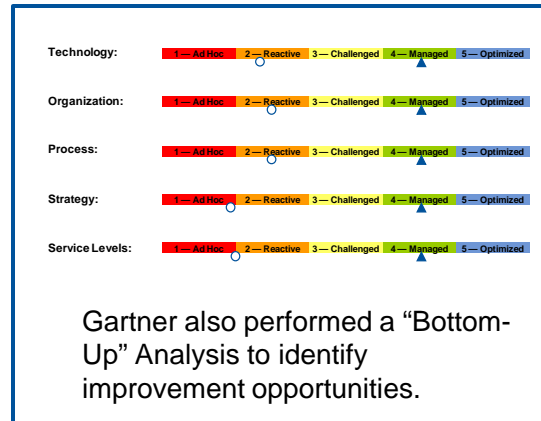 Technology: 1 — Ad Hoc 2 — Reactive 3 — Challenged 4 — Managed 5 — Optimized
Organization: 1 — Ad Hoc 2 — Reactive 3 — Challenged 4 — Managed 5 — Optimized
Process: 1 — Ad Hoc 2 — Reactive 3 — Challenged 4 — Managed 5 — Optimized
Strategy: 1 — Ad Hoc 2 — Reactive 3 — Challenged 4 — Managed 5 — Optimized
Service Levels: 1 — Ad Hoc 2 — Reactive 3 — Challenged 4 — Managed 5 — Optimized
Gartner also performed a “Bottom-
Up” Analysis to identify
improvement opportunities.